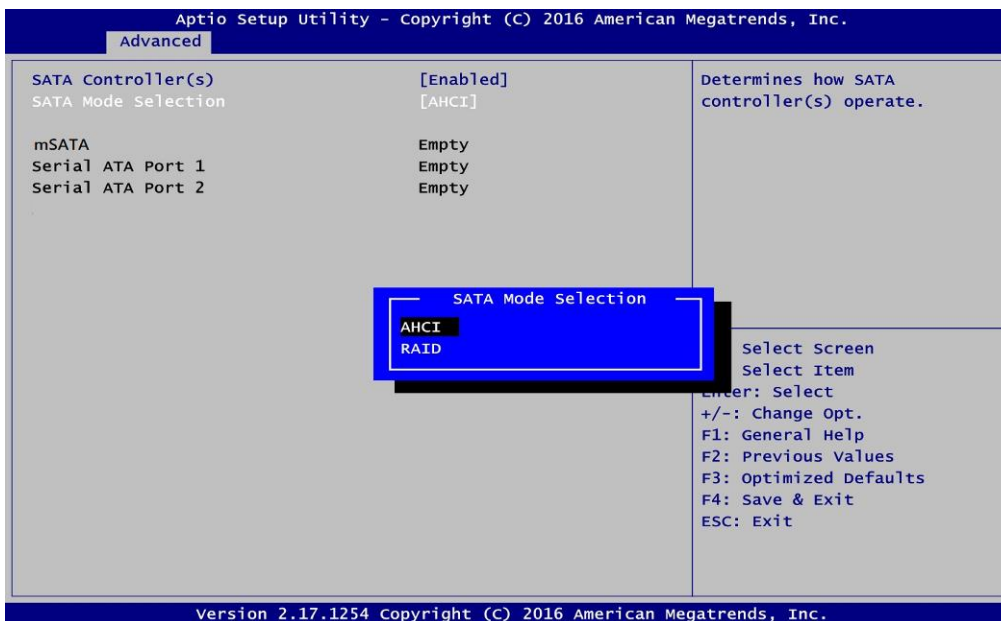 Aptio Setup Utility – Copyright (C) 2016 American Megatrends, Inc.
Advanced
SATA Controller(s) [Enabled]
SATA Mode Selection [AHCI]
mSATA Empty
Serial ATA Port 1 Empty
Serial ATA Port 2 Empty
Determines how SATA
controller(s) operate.
SATA Mode Selection
AHCI
RAID
Select Screen
Select Item
Enter: Select
+/-: Change Opt.
F1: General Help
F2: Previous Values
F3: Optimized Defaults
F4: Save & Exit
ESC: Exit
Version 2.17.1254 Copyright (C) 2016 American Megatrends, Inc.